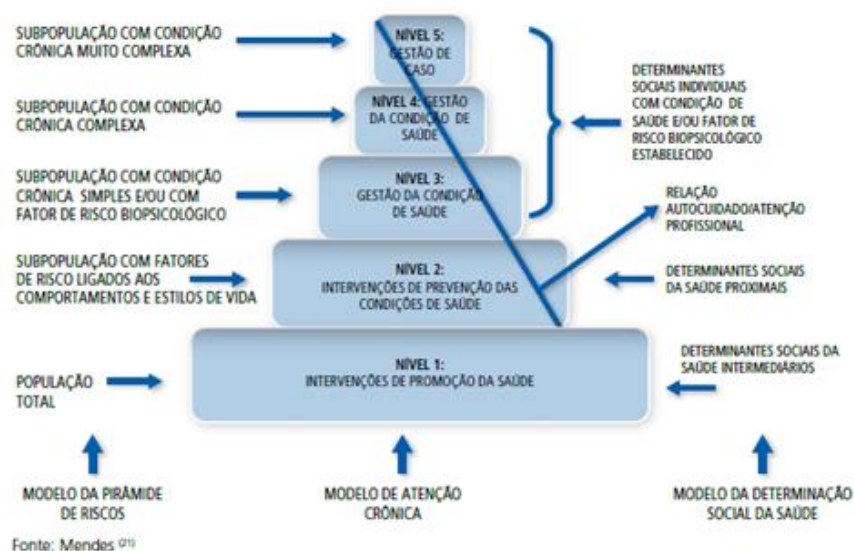 SUBPOPULAÇÃO COM CONDIÇÃO
CRÔNICA MUITO COMPLEXA
SUBPOPULAÇÃO COM CONDIÇÃO
CRÔNICA COMPLEXA
SUBPOPULAÇÃO COM CONDIÇÃO
CRÔNICA SIMPLES E/OU COM
FATOR DE RISCO BIOPSICOLÓGICO
SUBPOPULAÇÃO COM FATORES
DE RISCO LIGADOS AOS
COMPORTAMENTOS E ESTILOS DE VIDA
POPULAÇÃO
TOTAL
NÍVEL 5:
GESTÃO DE
CASO
NÍVEL 4: GESTÃO
DA CONDIÇÃO DE
SAÚDE
NÍVEL 3:
GESTÃO DA CONDIÇÃO
DE SAÚDE
NÍVEL 2:
INTERVENÇÕES DE PREVENÇÃO DAS
CONDIÇÕES DE SAÚDE
NÍVEL 1:
INTERVENÇÕES DE PROMOÇÃO DA SAÚDE
DETERMINANTES
SOCIAIS INDIVIDUAIS
COM CONDIÇÃO DE
SAÚDE E/OU FATOR DE
RISCO BIOPSICOLÓGICO
ESTABELECIDO
RELAÇÃO
AUTOCUIDADO/ATENÇÃO
PROFISSIONAL
DETERMINANTES SOCIAIS
DA SAÚDE PROXIMAIS
DETERMINANTES SOCIAIS DA
SAÚDE INTERMEDIÁRIOS
MODELO DA PIRÂMIDE
DE RISCOS
MODELO DE ATENÇÃO
CRÔNICA
MODELO DA DETERMINAÇÃO
SOCIAL DA SAÚDE
Fonte: Mendes (21)